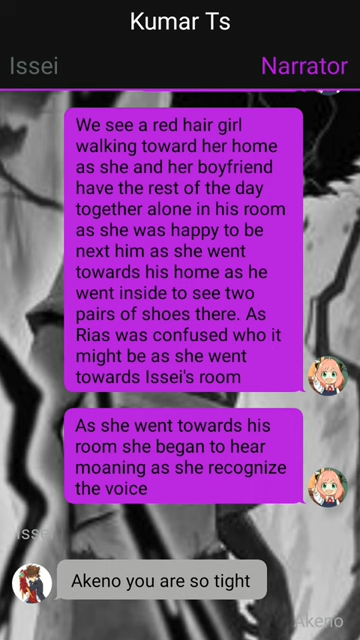 Kumar Ts
Issei
Narrator
We see a red hair girl
walking toward her home
as she and her boyfriend
have the rest of the day
together alone in his room
as she was happy to be
next him as she went
towards his home as he
went inside to see two
pairs of shoes there. As
Rias was confused who it
might be as she went
towards Issei's room
As she went towards his
room she began to hear
moaning as she recognize
the voice
Issei
Akeno you are so tight
Akeno